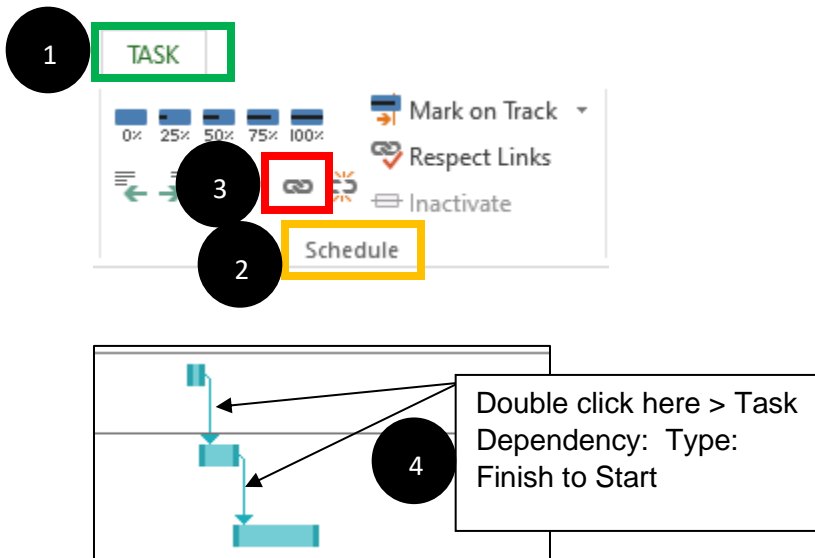 1
TASK
0% 25% 50% 75% 100%
Mark on Track
Respect Links
3
Inactivate
Schedule
2
Double click here > Task
Dependency: Type:
4
Finish to Start